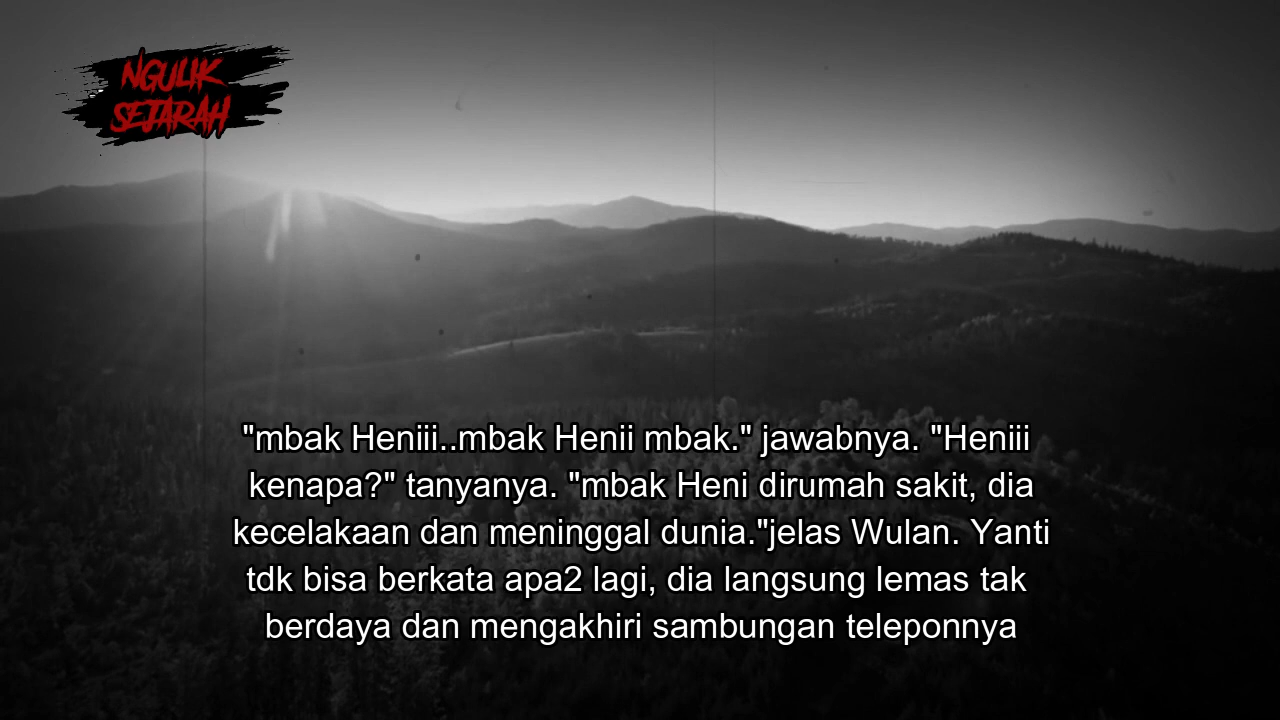 NGULIK
SEJARAH
"mbak Heniii..mbak Henii mbak." jawabnya. "Heniii
kenapa?" tanyanya. "mbak Heni dirumah sakit, dia
kecelakaan dan meninggal dunia."jelas Wulan. Yanti
tdk bisa berkata apa2 lagi, dia langsung lemas tak
berdaya dan mengakhiri sambungan teleponnya